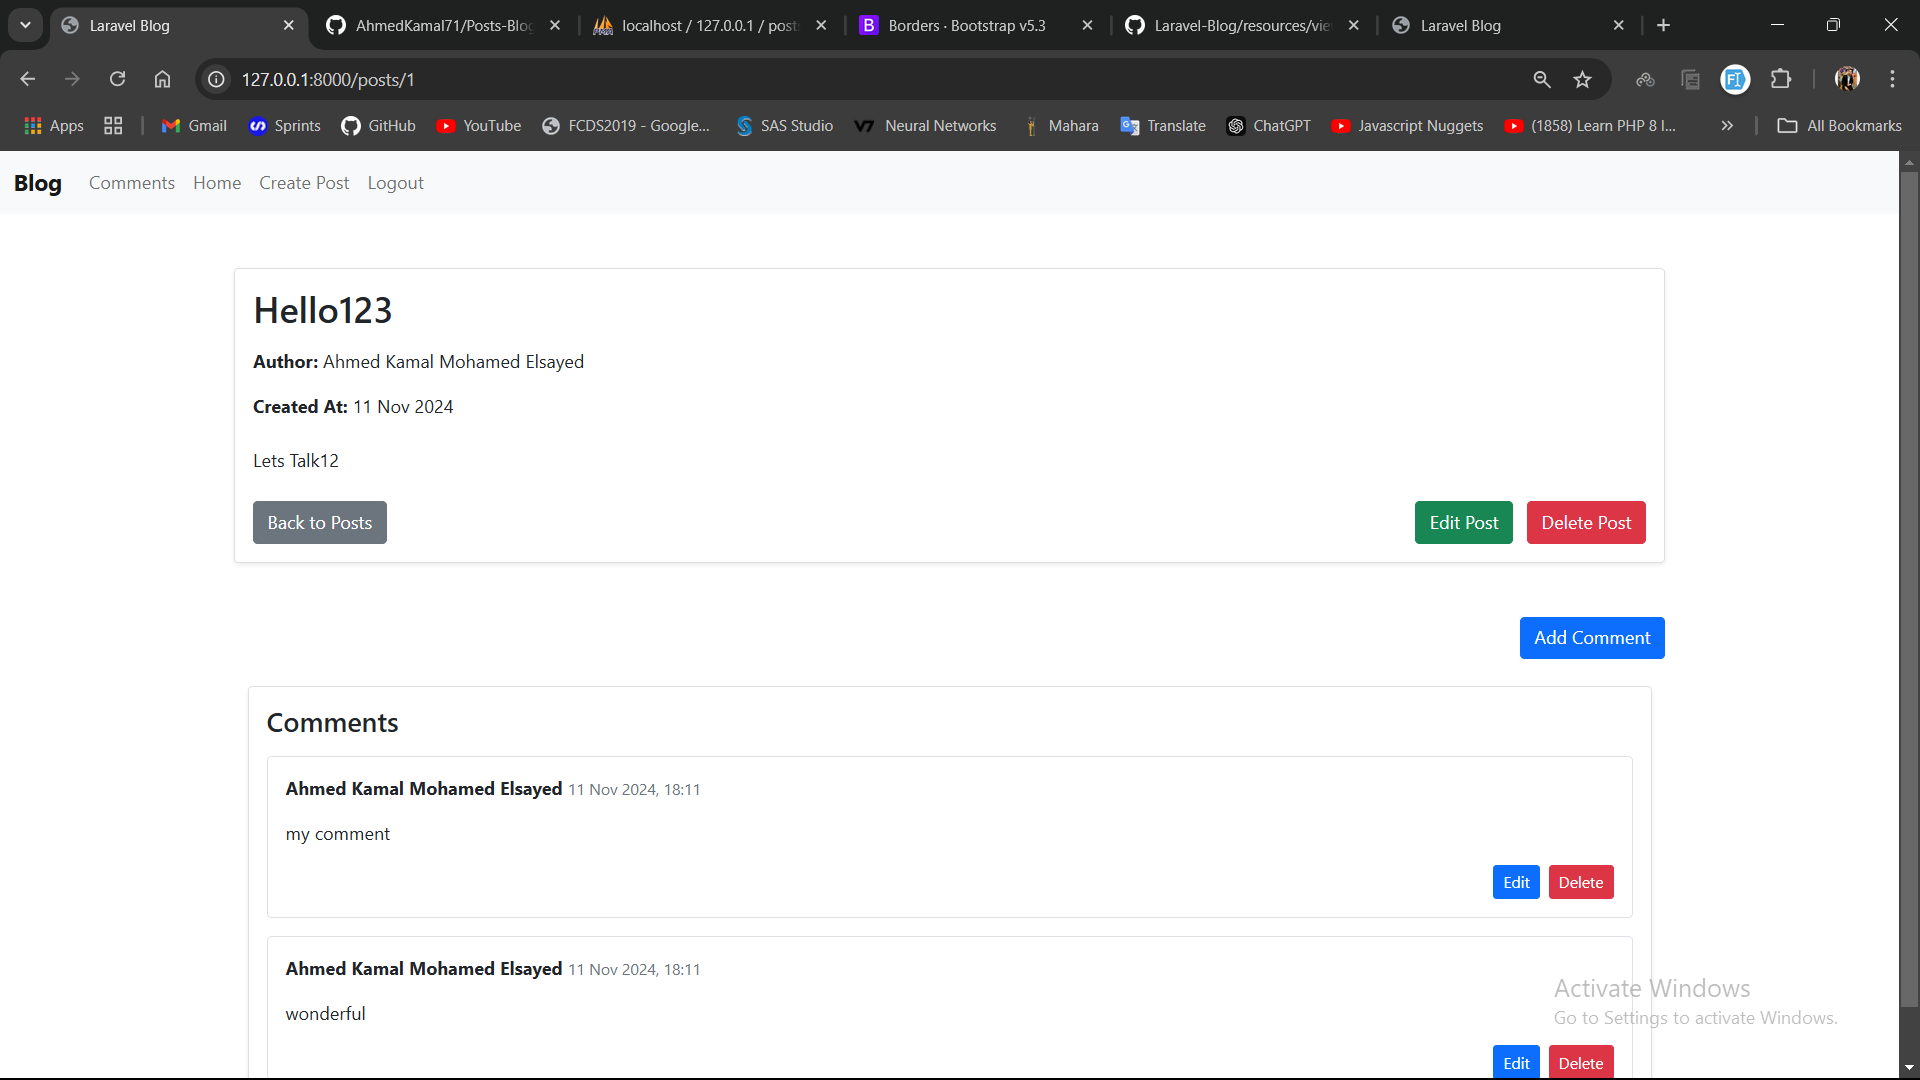 Laravel Blog
AhmedKamal71/Posts-Blog
localhost / 127.0.0.1 / posts
Borders · Bootstrap v5.3
Laravel-Blog/resources/vie
Laravel Blog
127.0.0.1:8000/posts/1
Apps
Gmail
Sprints
GitHub
YouTube
FCDS2019 - Google...
SAS Studio
Neural Networks
Mahara
Translate
ChatGPT
Javascript Nuggets
(1858) Learn PHP 8 I...
All Bookmarks
Blog Comments Home Create Post Logout
Hello123
Author: Ahmed Kamal Mohamed Elsayed
Created At: 11 Nov 2024
Lets Talk12
Back to Posts Edit Post Delete Post
Add Comment
Comments
Ahmed Kamal Mohamed Elsayed 11 Nov 2024, 18:11
my comment
Edit Delete
Ahmed Kamal Mohamed Elsayed 11 Nov 2024, 18:11
wonderful
Edit Delete
Activate Windows
Go to Settings to activate Windows.